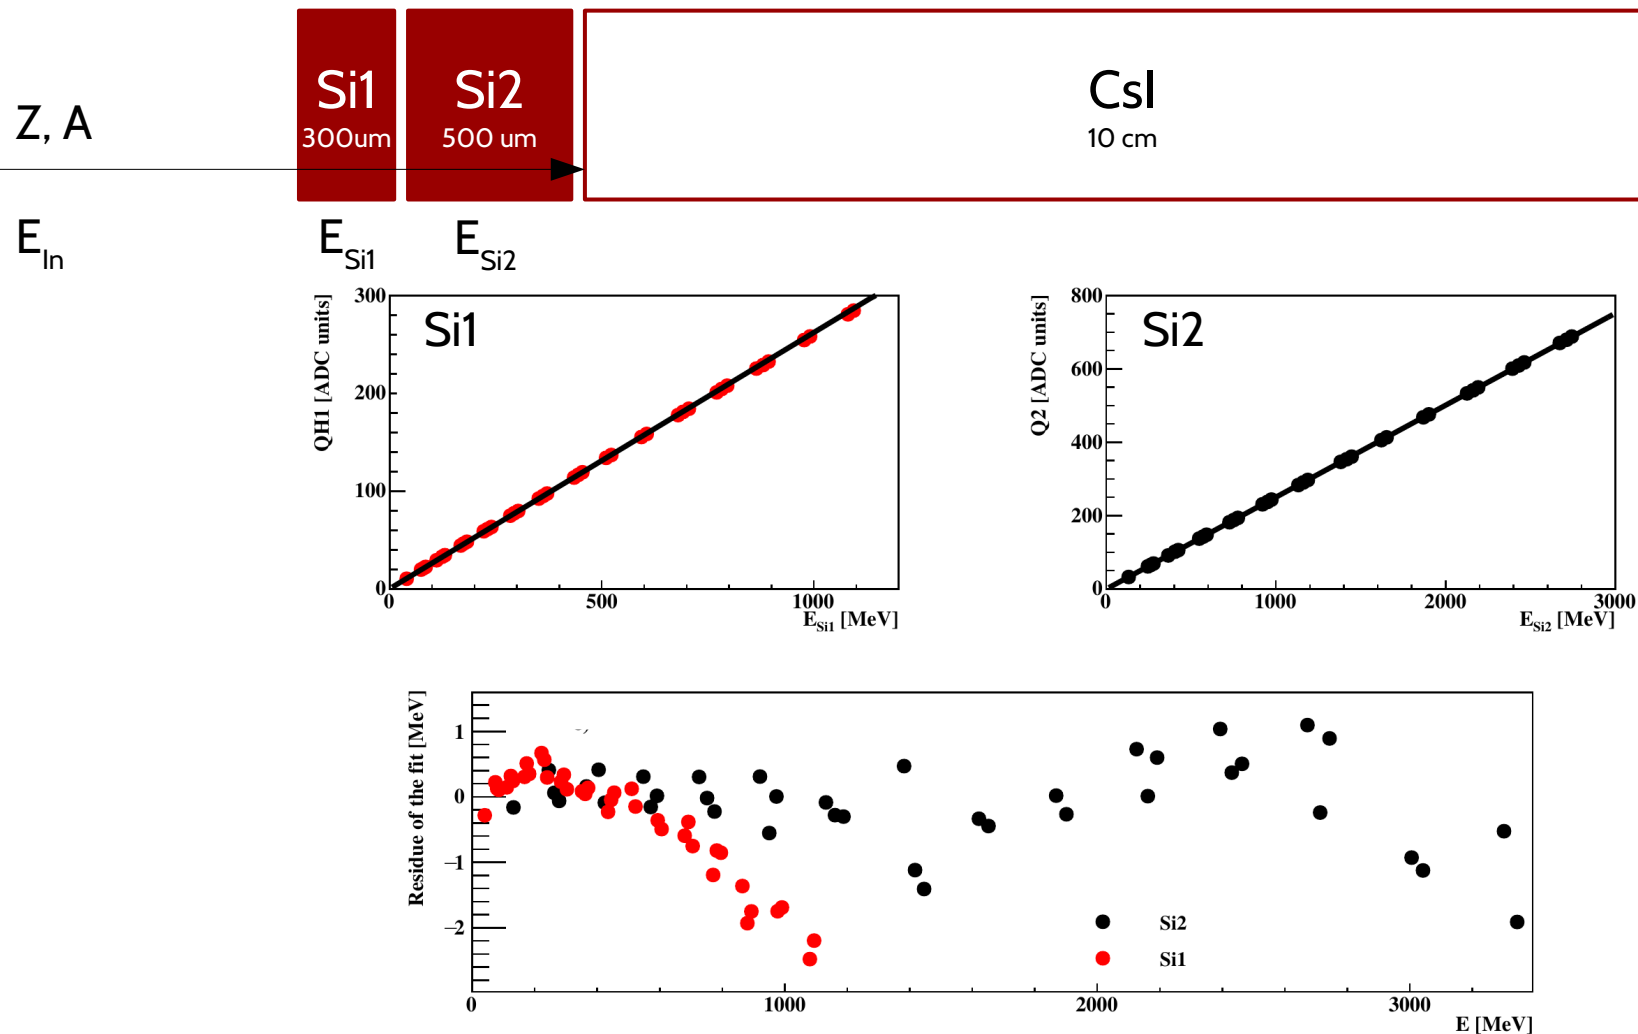 Si1
Si2
CsI
300um
500 um
10 cm
Z, A
E_In
E_Si1
E_Si2
Si1
QH1 [ADC units]
300
200
100
0
0
500
1000
E_Si1 [MeV]
Si2
Q2 [ADC units]
800
600
400
200
0
0
1000
2000
3000
E_Si2 [MeV]
Residue of the fit [MeV]
1
0
−1
−2
Si2
Si1
0
1000
2000
3000
E [MeV]